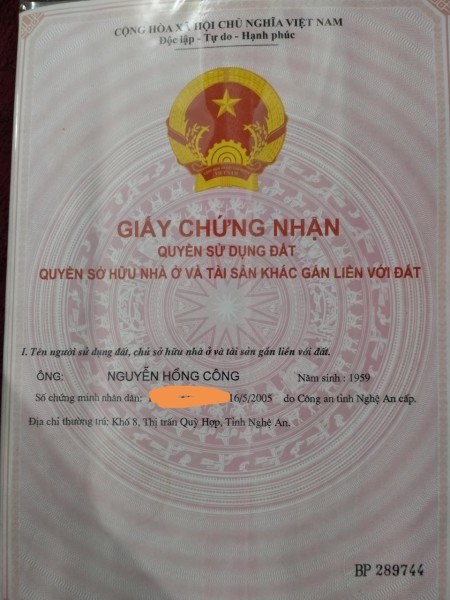 CỘNG HÒA XÃ HỘI CHỦ NGHĨA VIỆT NAM
Độc lập - Tự do - Hạnh phúc
GIẤY CHỨNG NHẬN
QUYỀN SỬ DỤNG ĐẤT
QUYỀN SỞ HỮU NHÀ Ở VÀ TÀI SẢN KHÁC GẮN LIỀN VỚI ĐẤT
I. Tên người sử dụng đất, chủ sở hữu nhà ở và tài sản gắn liền với đất.
ÔNG: NGUYỄN HỒNG CÔNG Năm sinh : 1959
Số chứng minh nhân dân: 16/5/2005 do Công an tỉnh Nghệ An cấp.
Địa chỉ thường trú: Khố 8, Thị trấn Quỳ Hợp, Tỉnh Nghệ An.
BP 289744